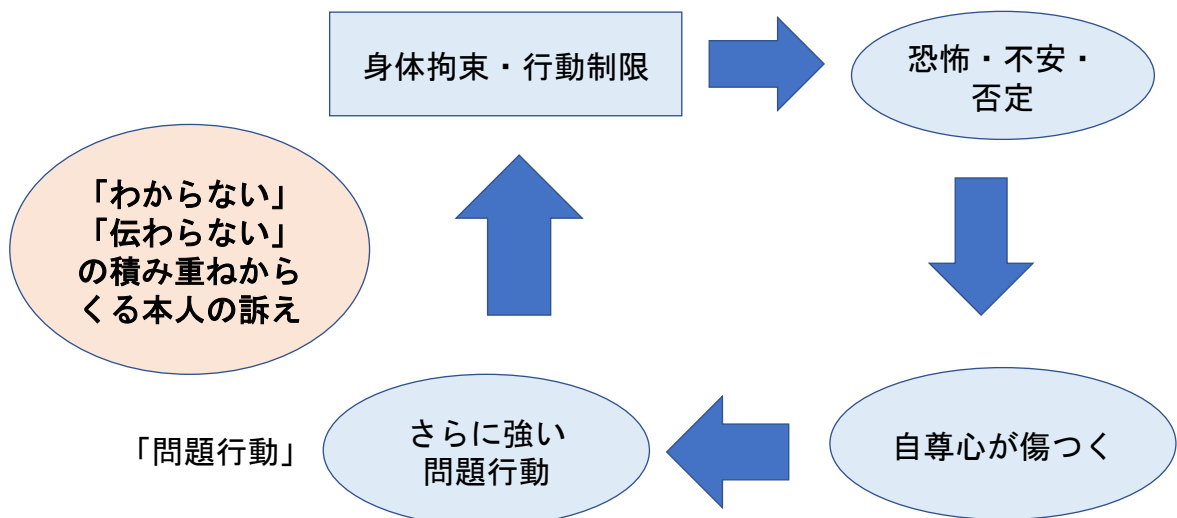 身体拘束・行動制限
恐怖・不安・
否定
「わからない」
「伝わらない」
の積み重ねから
くる本人の訴え
「問題行動」
さらに強い
問題行動
自尊心が傷つく